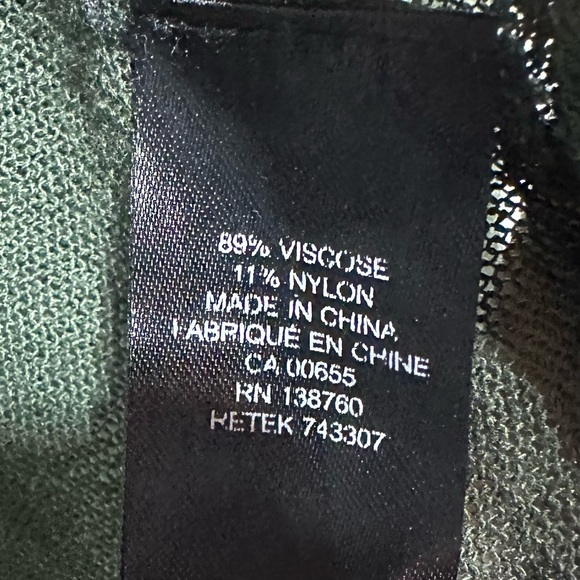 89% VISCOSE
11% NYLON
MADE IN CHINA
FABRIQUÉ EN CHINE
CA 00655
RN 138760
RETEK 743307